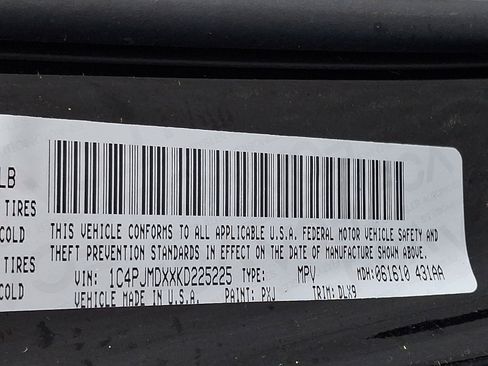 LB
TIRES
COLD
TIRES
COLD
THIS VEHICLE CONFORMS TO ALL APPLICABLE U.S.A. FEDERAL MOTOR VEHICLE SAFETY AND
THEFT PREVENTION STANDARDS IN EFFECT ON THE DATE OF MANUFACTURE SHOWN ABOVE.
VIN: 1C4PJMDXXKD225225 TYPE: MPV MDH:061610 431AA
VEHICLE MADE IN U.S.A. PAINT: PXJ TRIM: DLX9